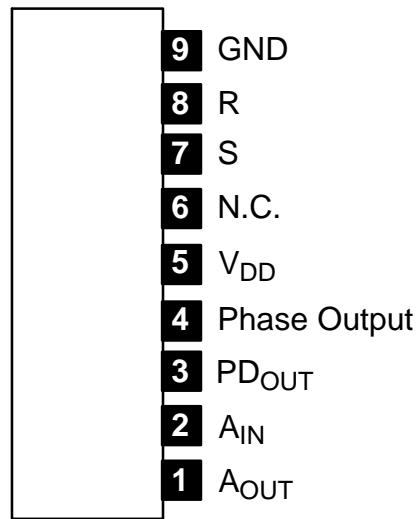 9 GND
8 R
7 S
6 N.C.
5 VDD
4 Phase Output
3 PDOUT
2 AIN
1 AOUT